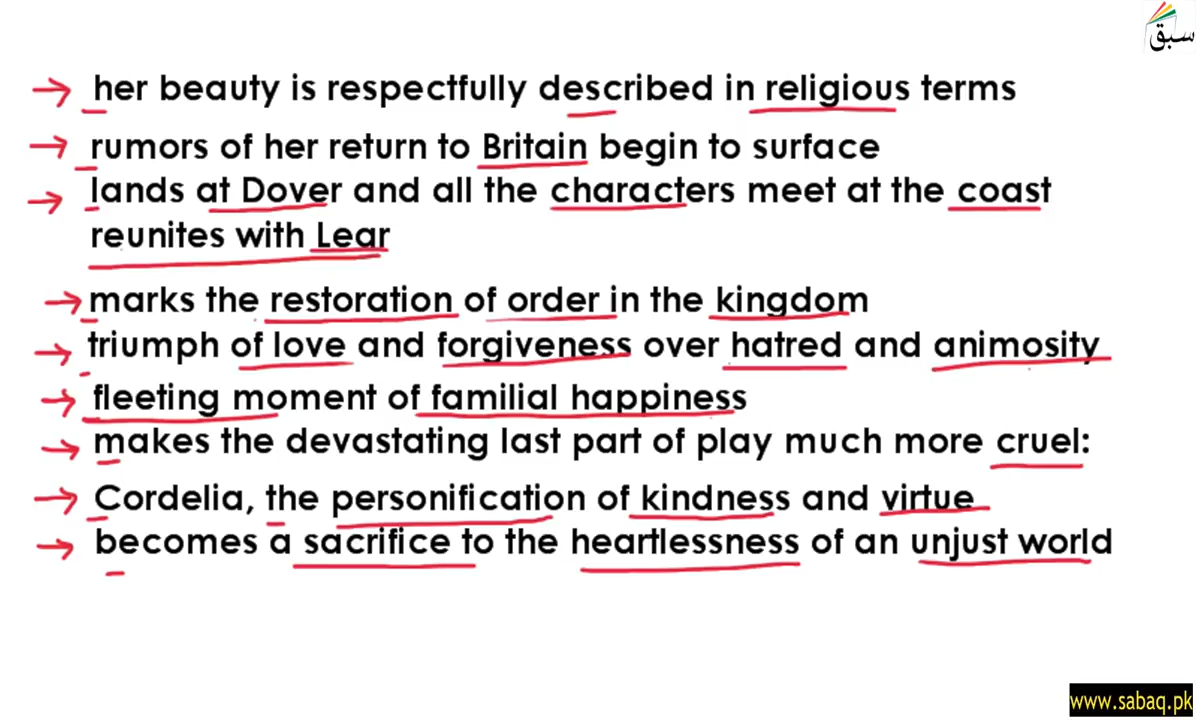 سبق
her beauty is respectfully described in religious terms
rumors of her return to Britain begin to surface
lands at Dover and all the characters meet at the coast
reunites with Lear
marks the restoration of order in the kingdom
triumph of love and forgiveness over hatred and animosity
fleeting moment of familial happiness
makes the devastating last part of play much more cruel:
Cordelia, the personification of kindness and virtue
becomes a sacrifice to the heartlessness of an unjust world
www.sabaq.pk